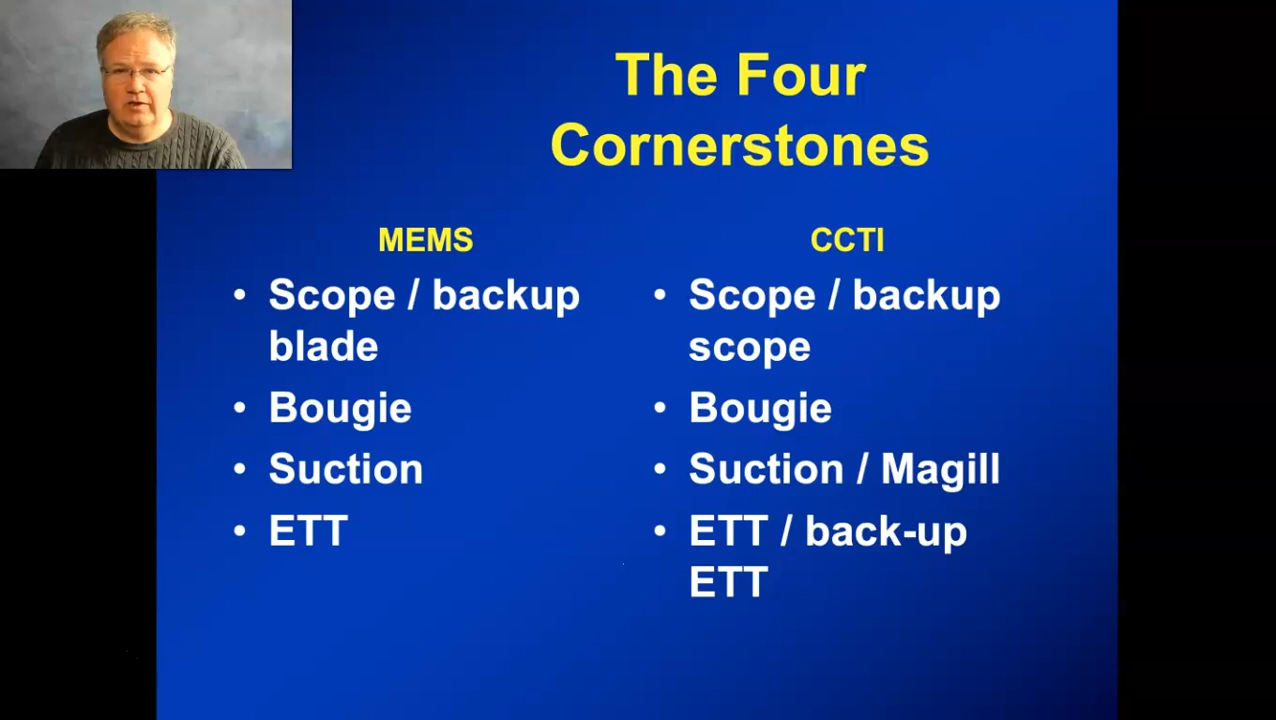 The Four
Cornerstones
MEMS
• Scope / backup
blade
• Bougie
• Suction
• ETT
CCTI
• Scope / backup
scope
• Bougie
• Suction / Magill
• ETT / back-up
ETT